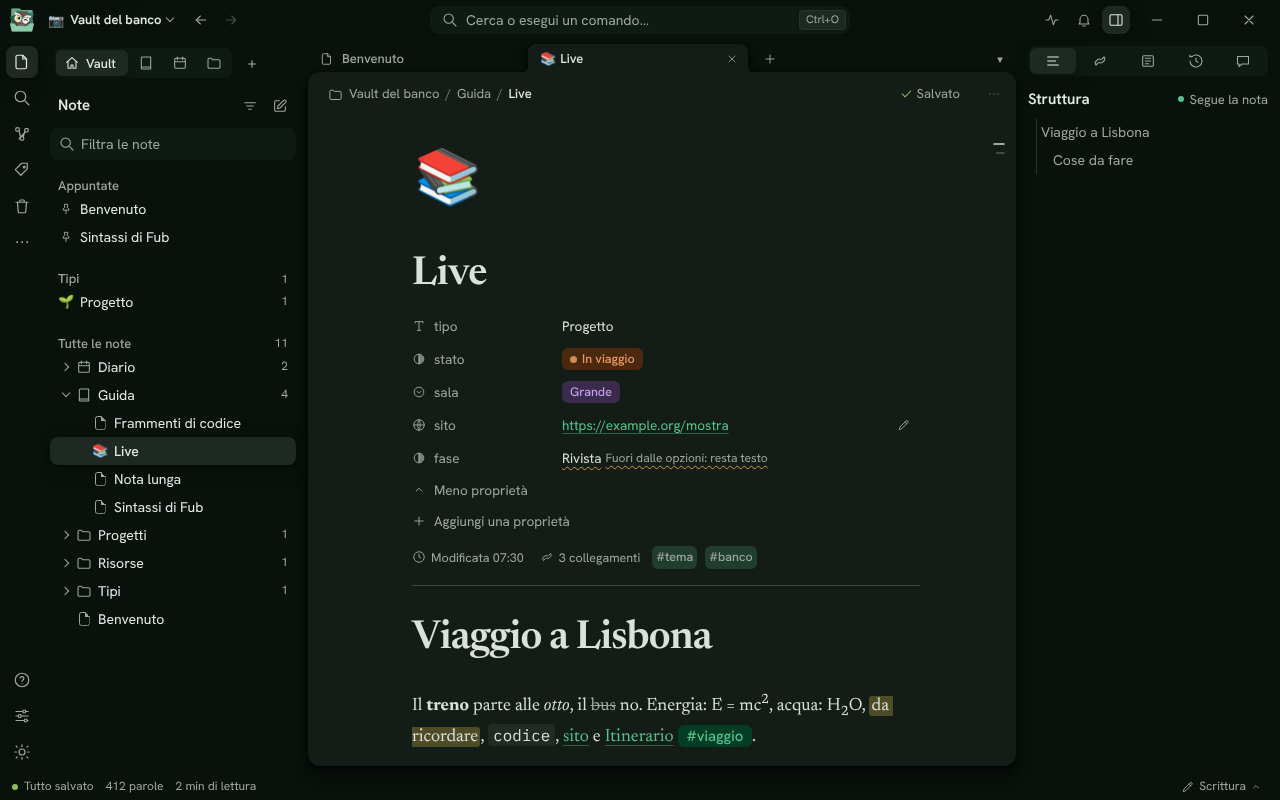 Vault del banco
Cerca o esegui un comando…
Ctrl+O
Vault
Benvenuto
Live
Note
Filtra le note
Appuntate
Benvenuto
Sintassi di Fub
Tipi 1
Progetto 1
Tutte le note 11
Diario 2
Guida 4
Frammenti di codice
Live
Nota lunga
Sintassi di Fub
Progetti 1
Risorse 1
Tipi 1
Benvenuto
Vault del banco / Guida / Live
Salvato
Live
tipo Progetto
stato In viaggio
sala Grande
sito https://example.org/mostra
fase Rivista Fuori dalle opzioni: resta testo
Meno proprietà
Aggiungi una proprietà
Modificata 07:30 3 collegamenti #tema #banco
Viaggio a Lisbona
Il treno parte alle otto, il bus no. Energia: E = mc², acqua: H₂O, da
ricordare, codice, sito e Itinerario #viaggio.
Struttura
Segue la nota
Viaggio a Lisbona
Cose da fare
Tutto salvato 412 parole 2 min di lettura
Scrittura